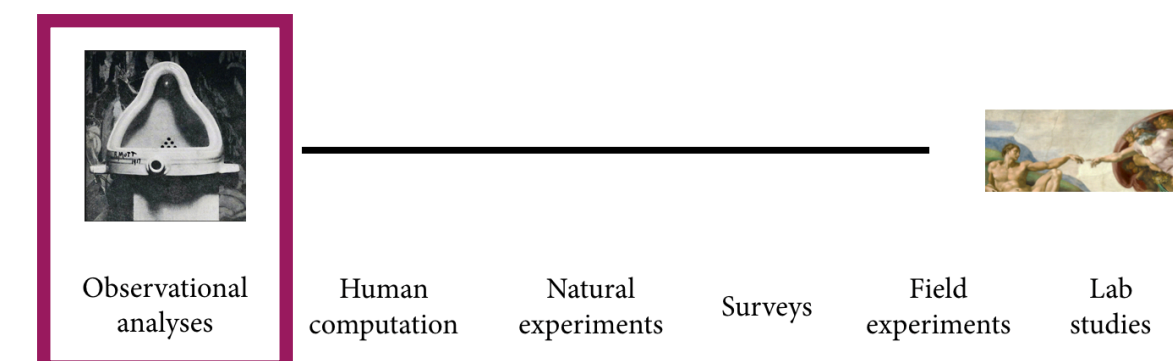 Observational
analyses
Human
computation
Natural
experiments
Surveys
Field
experiments
Lab
studies